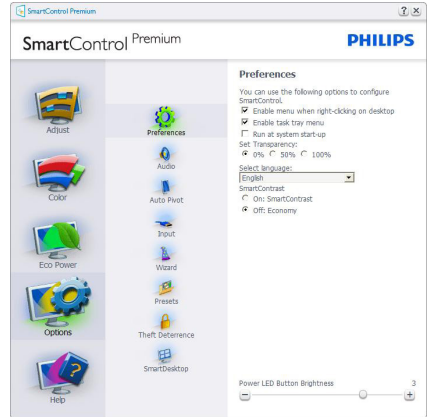 SmartControl Premium
SmartControl Premium
PHILIPS
Adjust
Color
Eco Power
Options
Help
Preferences
Audio
Auto Pivot
Input
Wizard
Presets
Theft Deterrence
SmartDesktop
Preferences
You can use the following options to configure
SmartControl.
Enable menu when right-clicking on desktop
Enable task tray menu
Run at system start-up
Set Transparency:
0% 50% 100%
Select language:
English
SmartContrast
On: SmartContrast
Off: Economy
Power LED Button Brightness 3